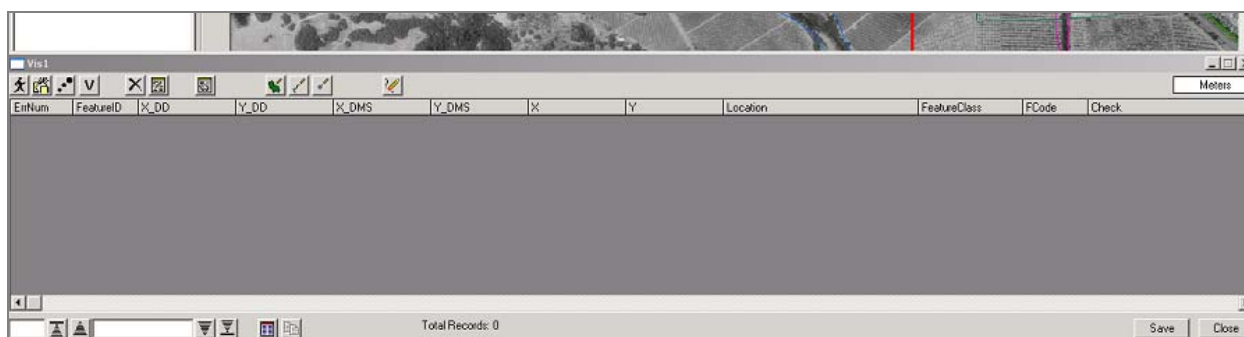 Vis1
V
Meters
ErrNum FeatureID X_DD Y_DD X_DMS Y_DMS X Y Location FeatureClass FCode Check
Total Records: 0
Save Close